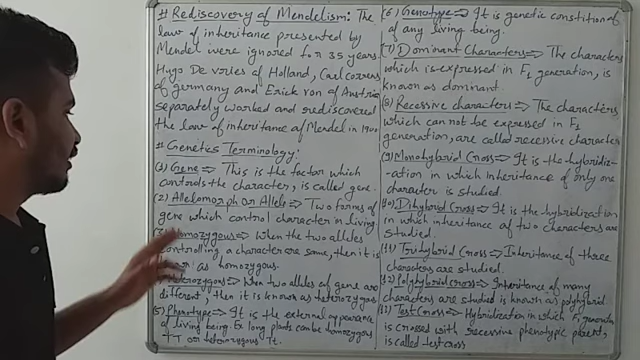 # Rediscovery of Mendelism: The
law of inheritance presented by
Mendel were ignored for 35 years.
Hugo De vories of Holland, Carl correns
of germany and Erick von of Austria
separately worked and rediscovered
the law of inheritance of Mendel in 1900
# Genetics Terminology:
(1) Gene => This is the factor which
controls the character, is called gene.
(2) Allelomorph or Allele => Two forms of
gene which control character in living
Homozygous => When the two alleles
controlling a character are same, then it is
known as homozygous.
Heterozygous => When two alleles of gene are
different, then it is known as heterozygous
(5) Phenotype => It is the external appearance
of living being. Ex long plants can be homozygous
TT or heterozygous Tt.
(6) Genotype => It is genetic constition
of any living being.
(7) Dominant Characters => The characters
which is expressed in F1 generation, is
known as dominant
(8) Recessive characters => The characters
which can not be expressed in F1
generation, are called recessive characters
(9) Monohybrid Cross => It is the hybridiz-
-ation in which inheritance of only one
character is studied.
(10) Dihybrid Cross => It is the hybridization
in which inheritance of two characters are
studied.
(11) Trihybrid Cross => Inheritance of three
characters are studied.
(12) Polyhybrid cross => Inheritance of many
characters are studied is known as polyhybrid
(13) Test Cross => Hybridization in which F1 generation
is crossed with recessive phenotypic parent,
is called testcross